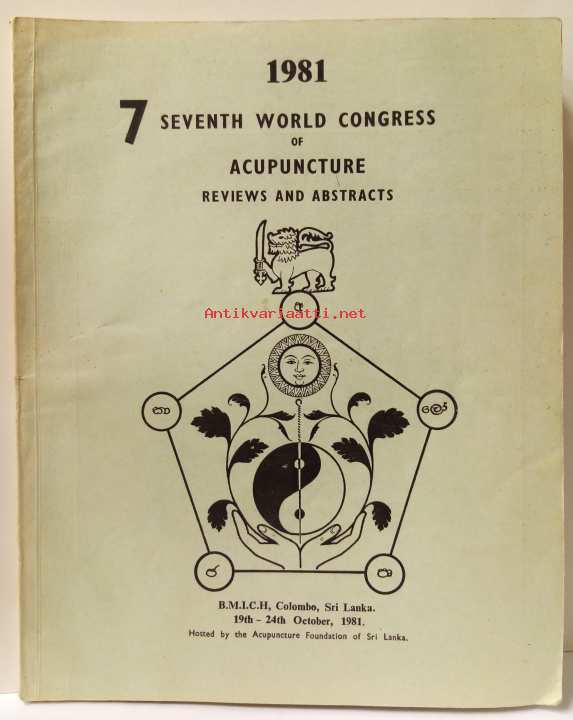 1981
7 SEVENTH WORLD CONGRESS
OF
ACUPUNCTURE
REVIEWS AND ABSTRACTS
Antikvariaatti.net
සා
ලෝ
ජ
B.M.I.C.H, Colombo, Sri Lanka.
19th - 24th October, 1981.
Hosted by the Acupuncture Foundation of Sri Lanka.